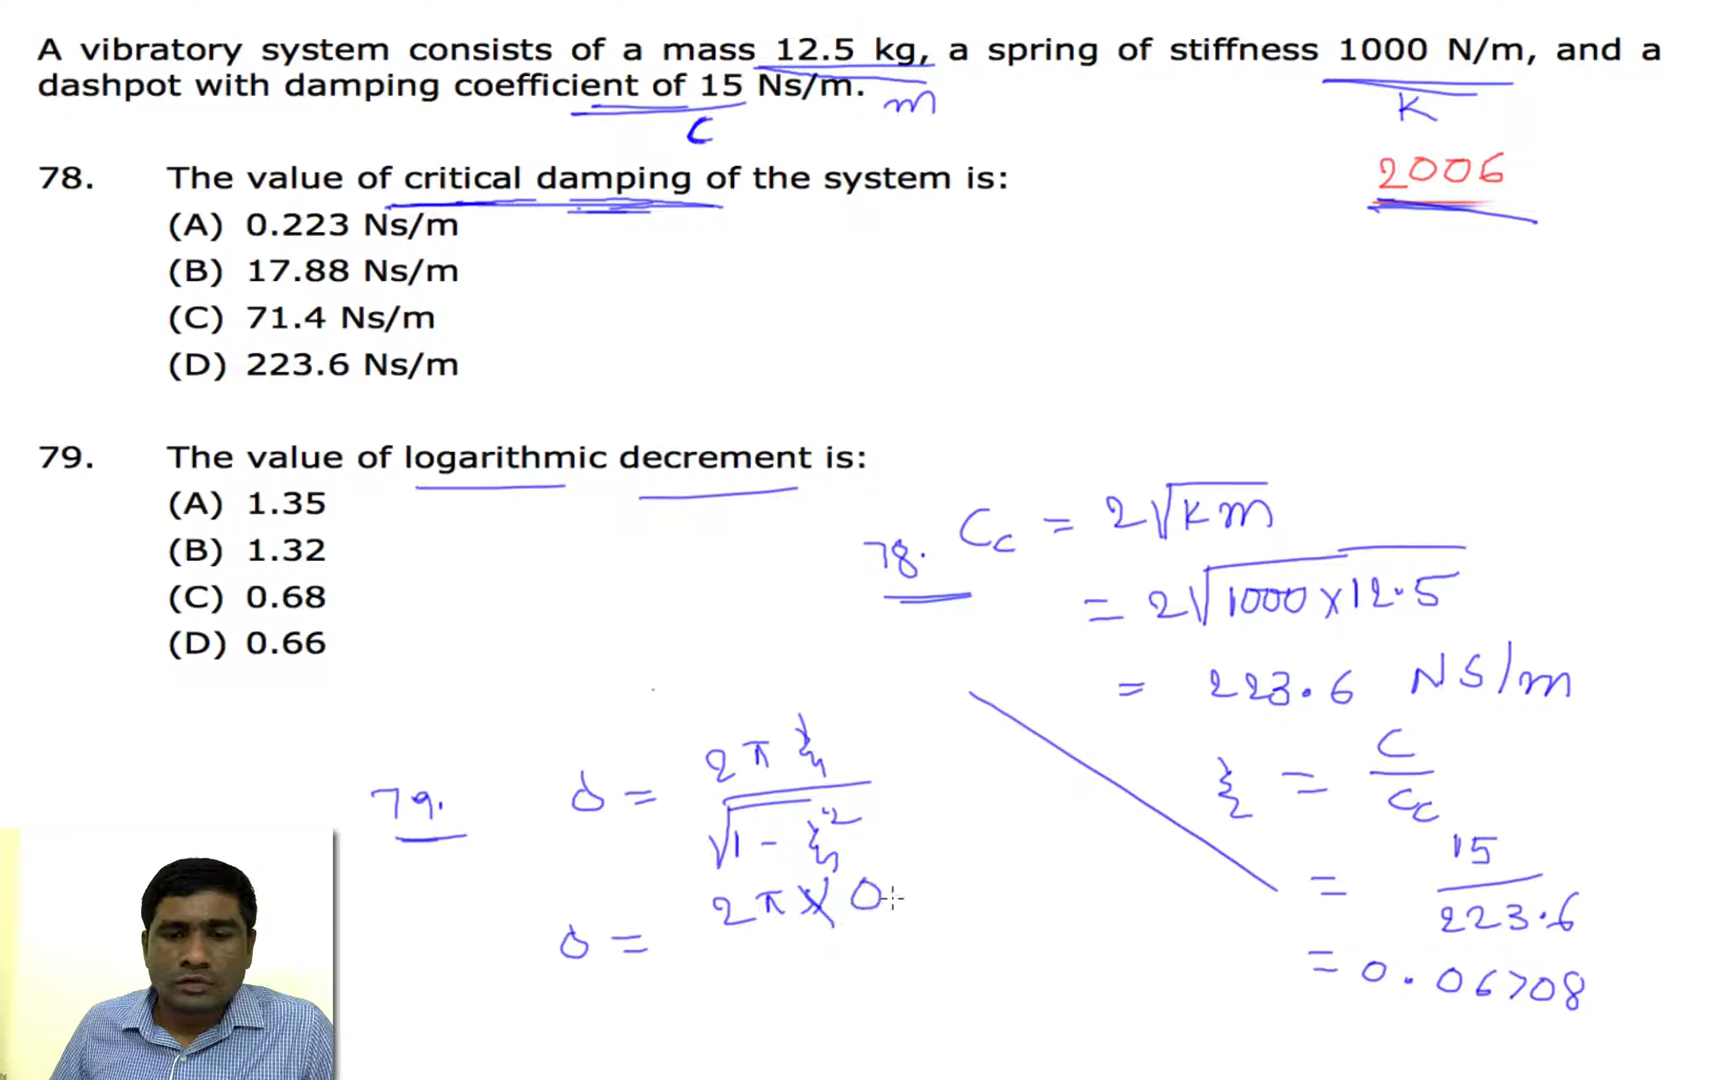 A vibratory system consists of a mass 12.5 kg, a spring of stiffness 1000 N/m, and a
dashpot with damping coefficient of 15 Ns/m.
m
K
C
2006
78. The value of critical damping of the system is:
(A) 0.223 Ns/m
(B) 17.88 Ns/m
(C) 71.4 Ns/m
(D) 223.6 Ns/m
79. The value of logarithmic decrement is:
(A) 1.35
(B) 1.32
(C) 0.68
(D) 0.66
78. Cc = 2√Km
= 2√1000×12.5
= 223.6 NS/m
ξ = C/Cc
= 15/223.6
= 0.06708
79. δ = 2πξ/√1-ξ²
δ = 2π× 0